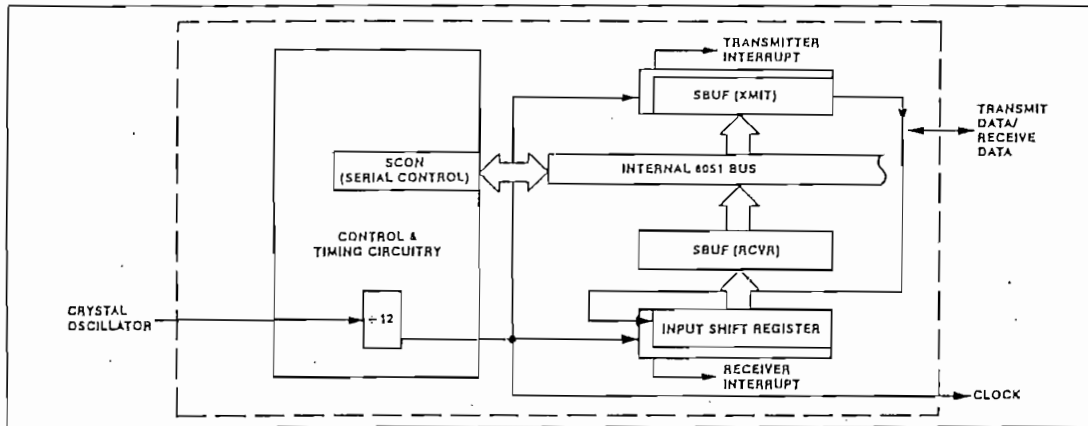 TRANSMITTER
INTERRUPT
SBUF (XMIT)
TRANSMIT
DATA/
RECEIVE
DATA
SCON
(SERIAL CONTROL)
INTERNAL 8051 BUS
CONTROL &
TIMING CIRCUITRY
SBUF (RCVR)
CRYSTAL
OSCILLATOR
÷12
INPUT SHIFT REGISTER
RECEIVER
INTERRUPT
CLOCK